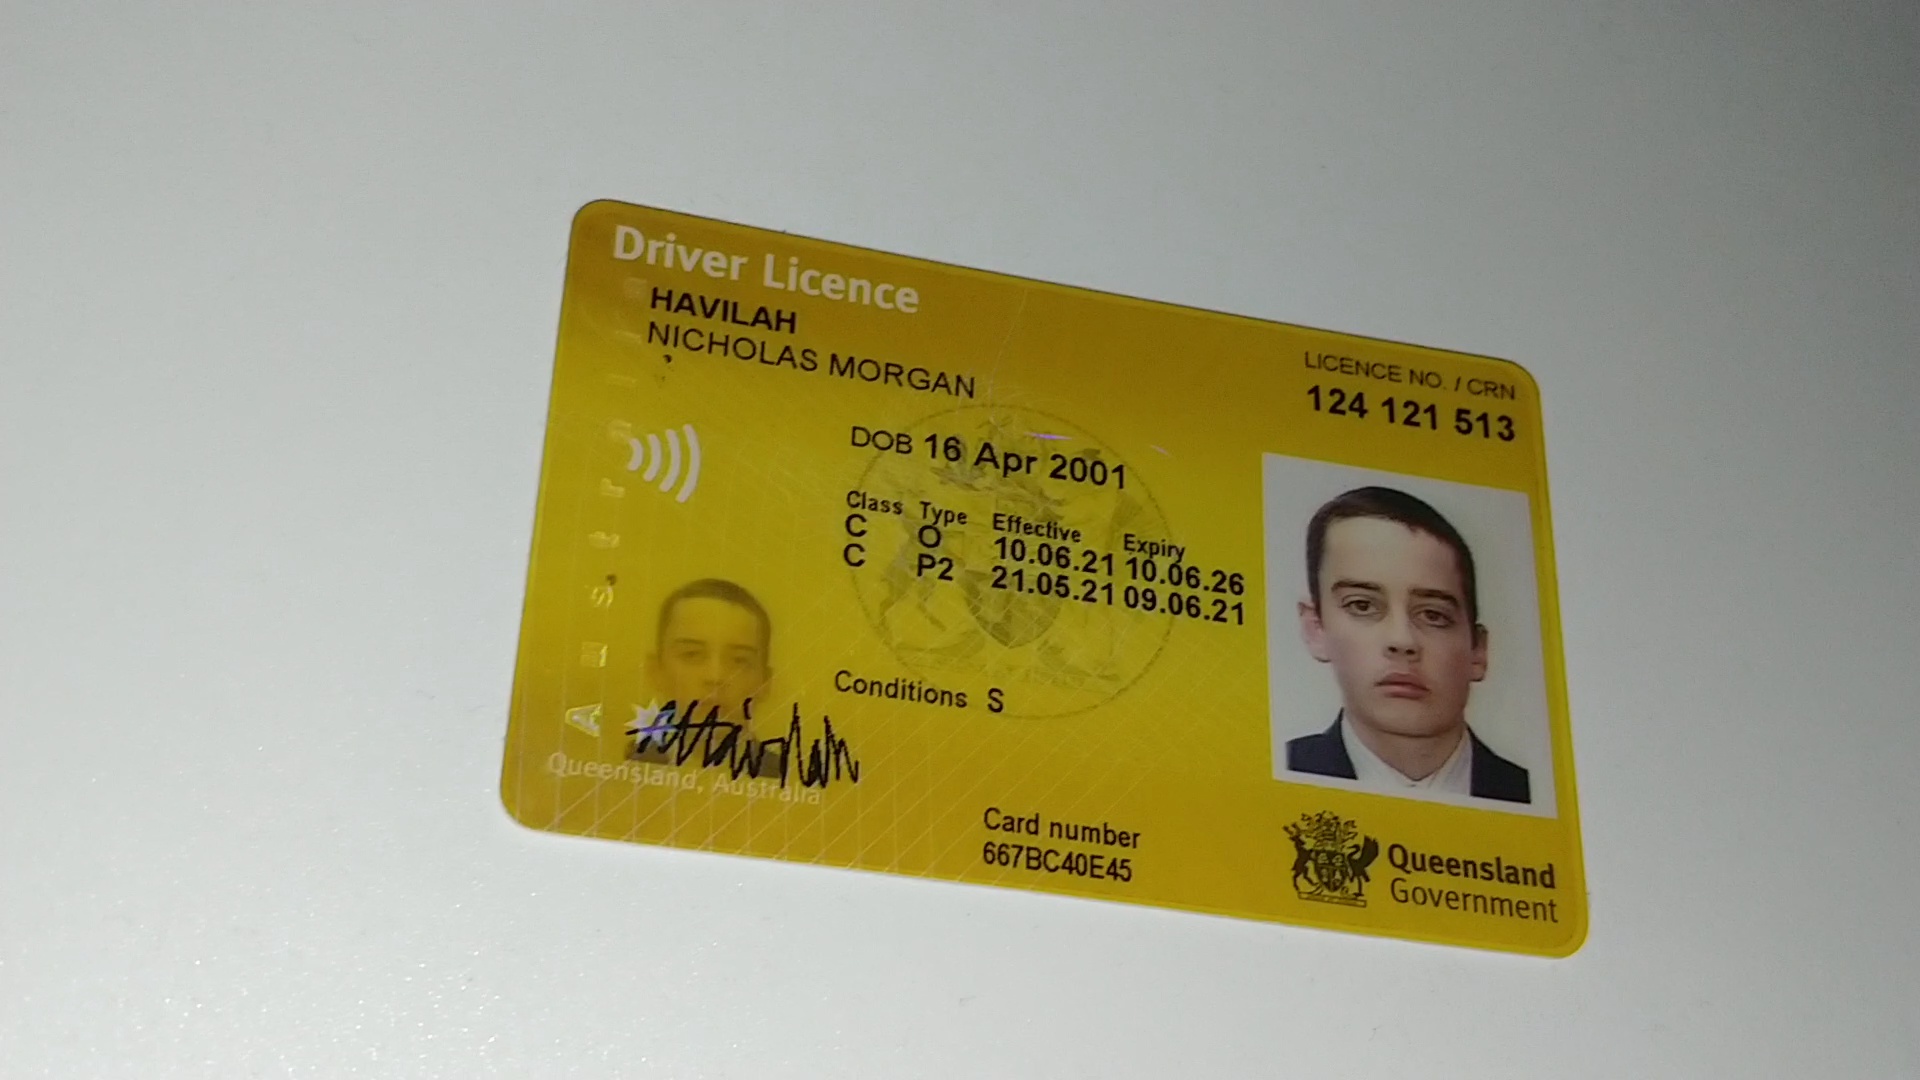 Driver Licence
HAVILAH
NICHOLAS MORGAN
LICENCE NO. / CRN
124 121 513
DOB 16 Apr 2001
Class Type Effective Expiry
C O 10.06.21 10.06.26
C P2 21.05.21 09.06.21
Conditions S
Queensland, Australia
Card number
667BC40E45
Queensland
Government